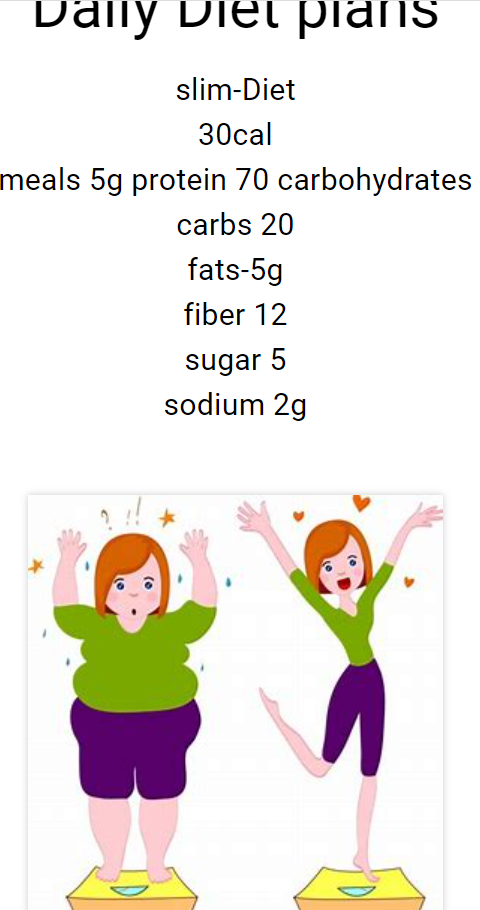 Daily Diet plans
slim-Diet
30cal
meals 5g protein 70 carbohydrates
carbs 20
fats-5g
fiber 12
sugar 5
sodium 2g
? !!